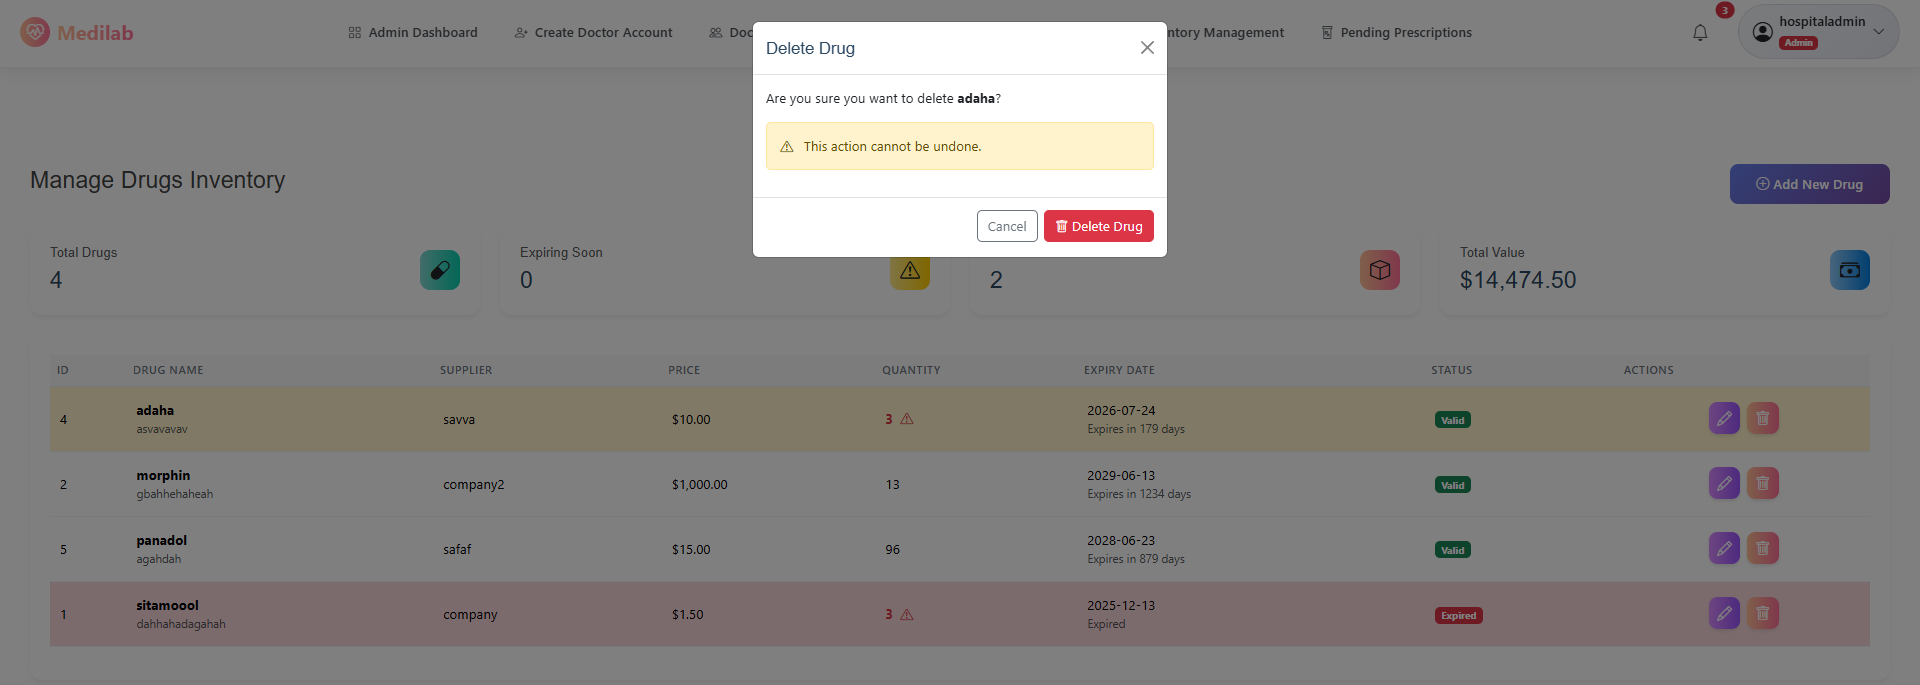 Medilab
Admin Dashboard
Create Doctor Account
Doc
ntory Management
Pending Prescriptions
3
hospitaladmin
Admin
Delete Drug
Are you sure you want to delete adaha?
This action cannot be undone.
Cancel
Delete Drug
Manage Drugs Inventory
Add New Drug
Total Drugs
4
Expiring Soon
0
2
Total Value
$14,474.50
ID DRUG NAME SUPPLIER PRICE QUANTITY EXPIRY DATE STATUS ACTIONS
4 adaha savva $10.00 3 2026-07-24 Valid
asvavavav Expires in 179 days
2 morphin company2 $1,000.00 13 2029-06-13 Valid
gbahhehaheah Expires in 1234 days
5 panadol safaf $15.00 96 2028-06-23 Valid
agahdah Expires in 879 days
1 sitamoool company $1.50 3 2025-12-13 Expired
dahhahadagahah Expired